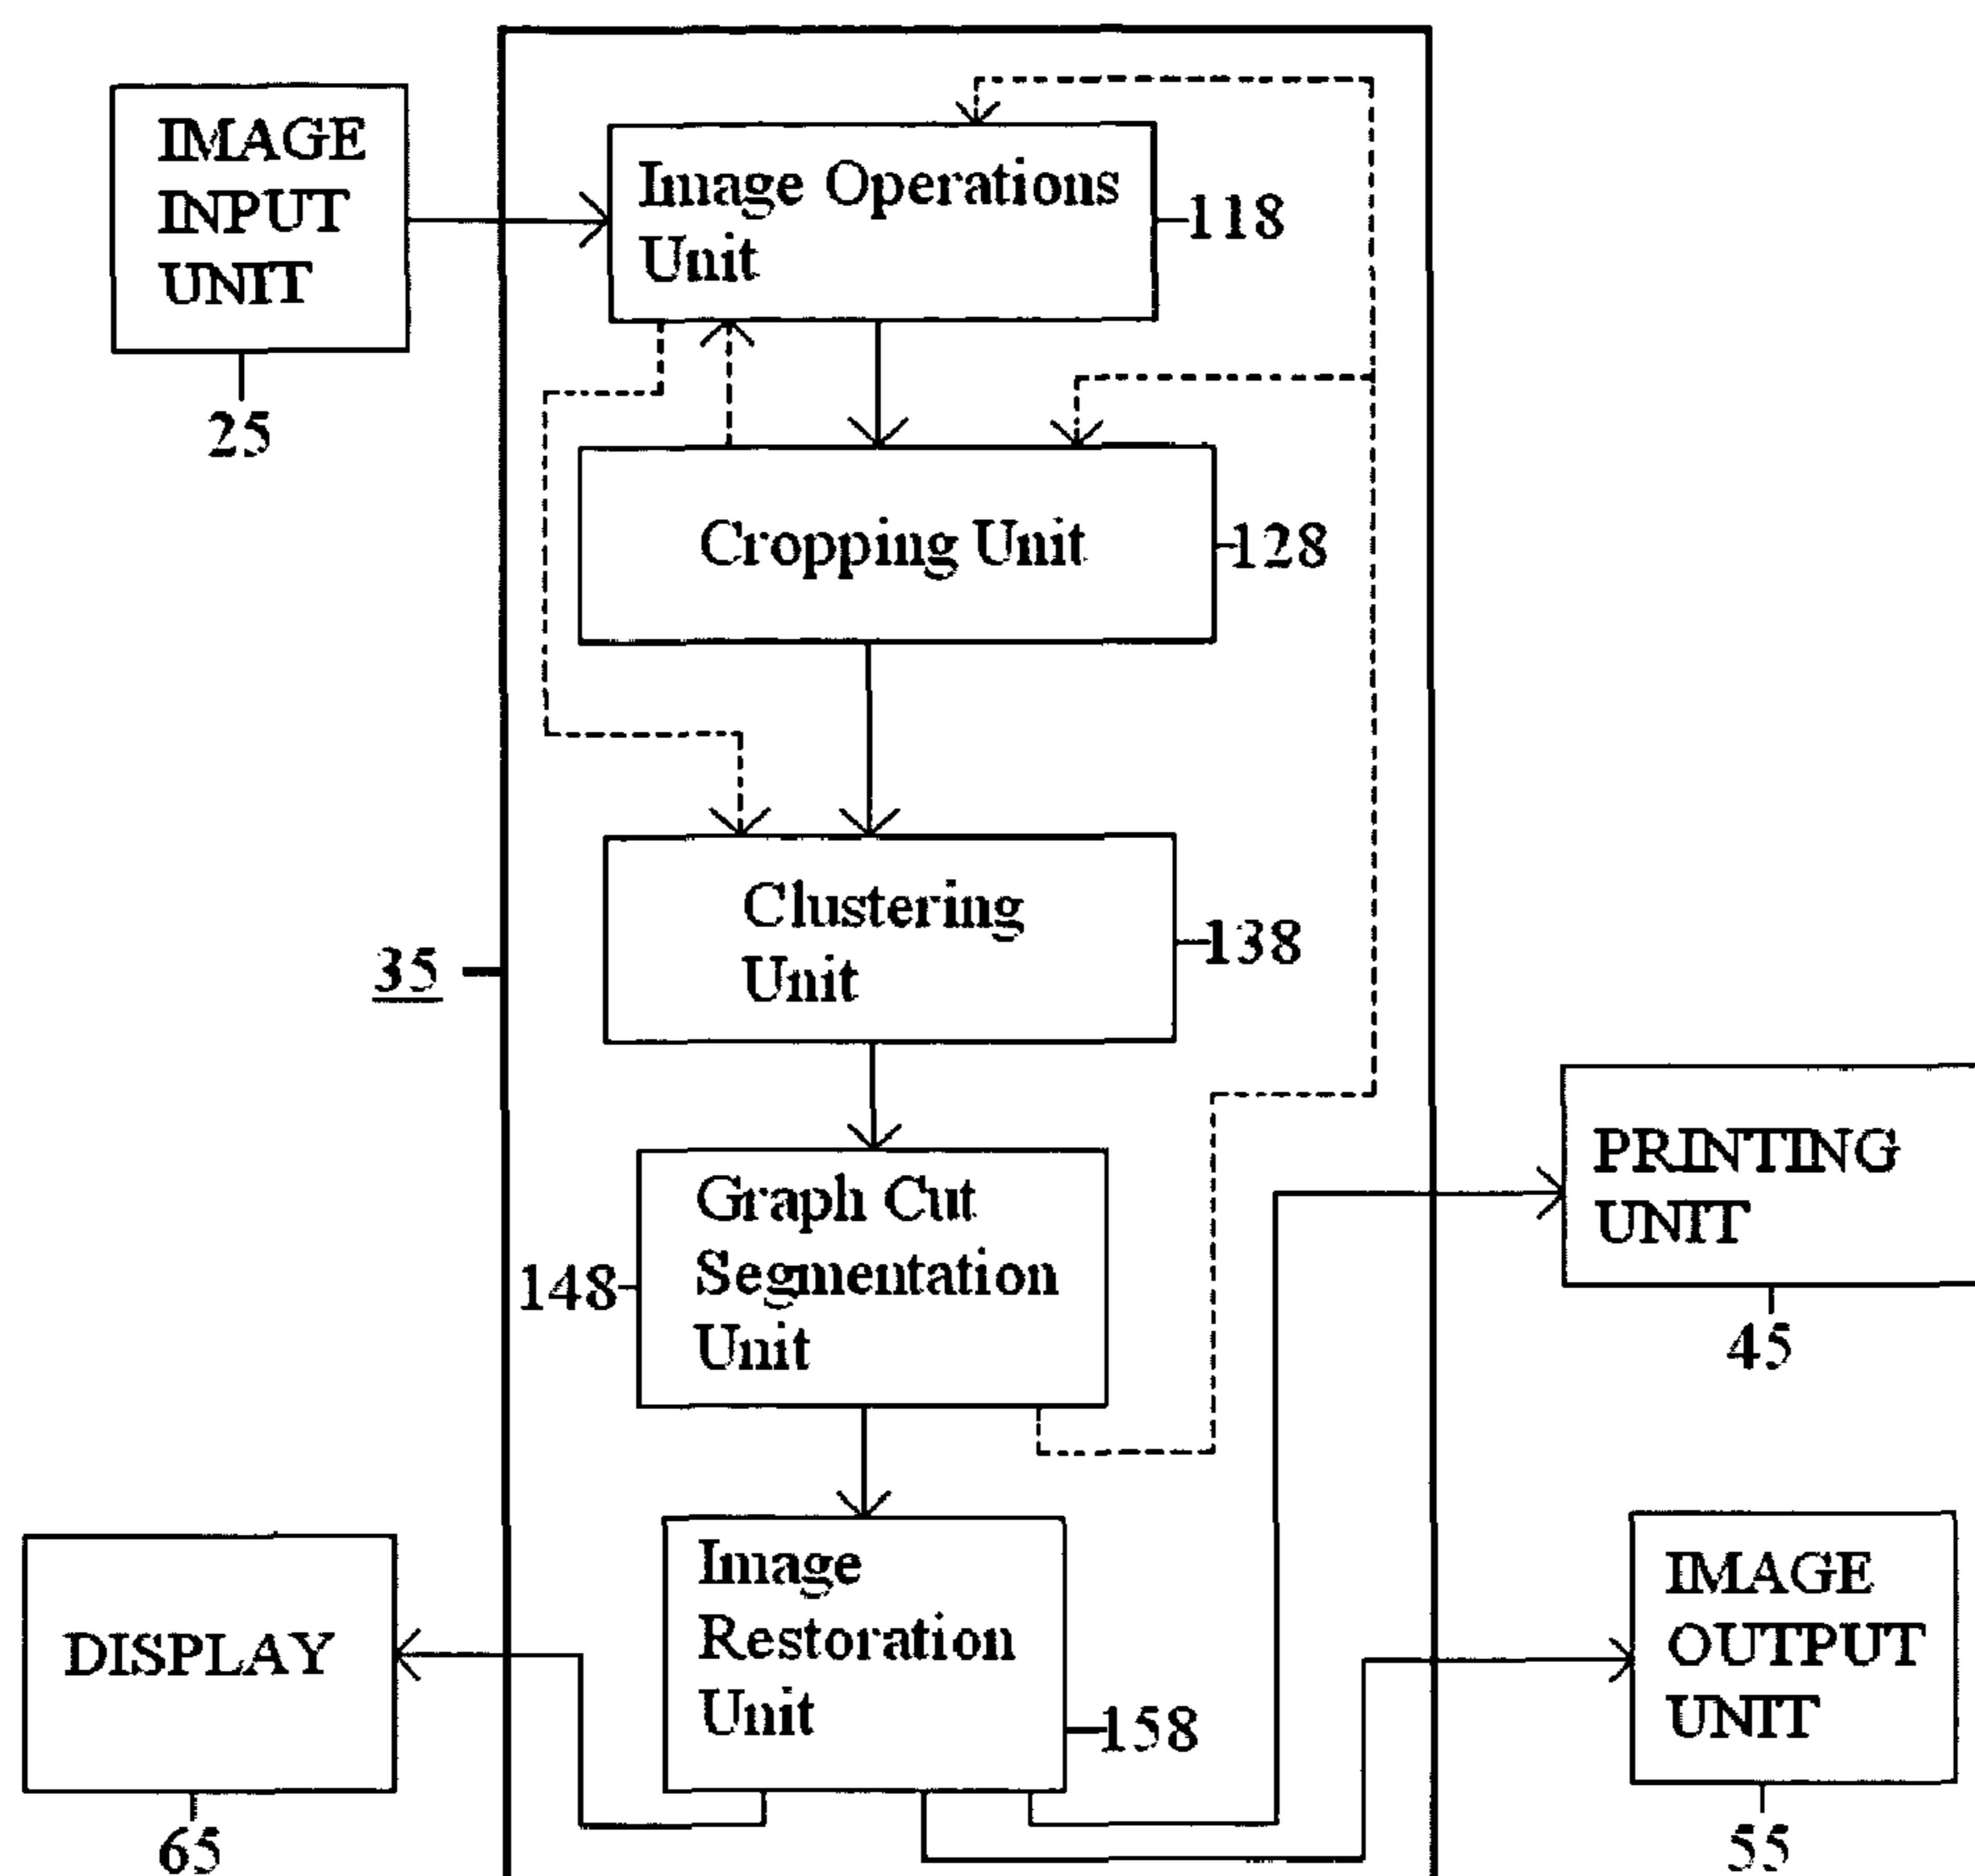 IMAGE
INPUT
UNIT
25
Image Operations
Unit
118
Cropping Unit
128
Clustering
Unit
138
35
Graph Cut
Segmentation
Unit
148
PRINTING
UNIT
45
Image
Restoration
Unit
158
DISPLAY
65
IMAGE
OUTPUT
UNIT
55